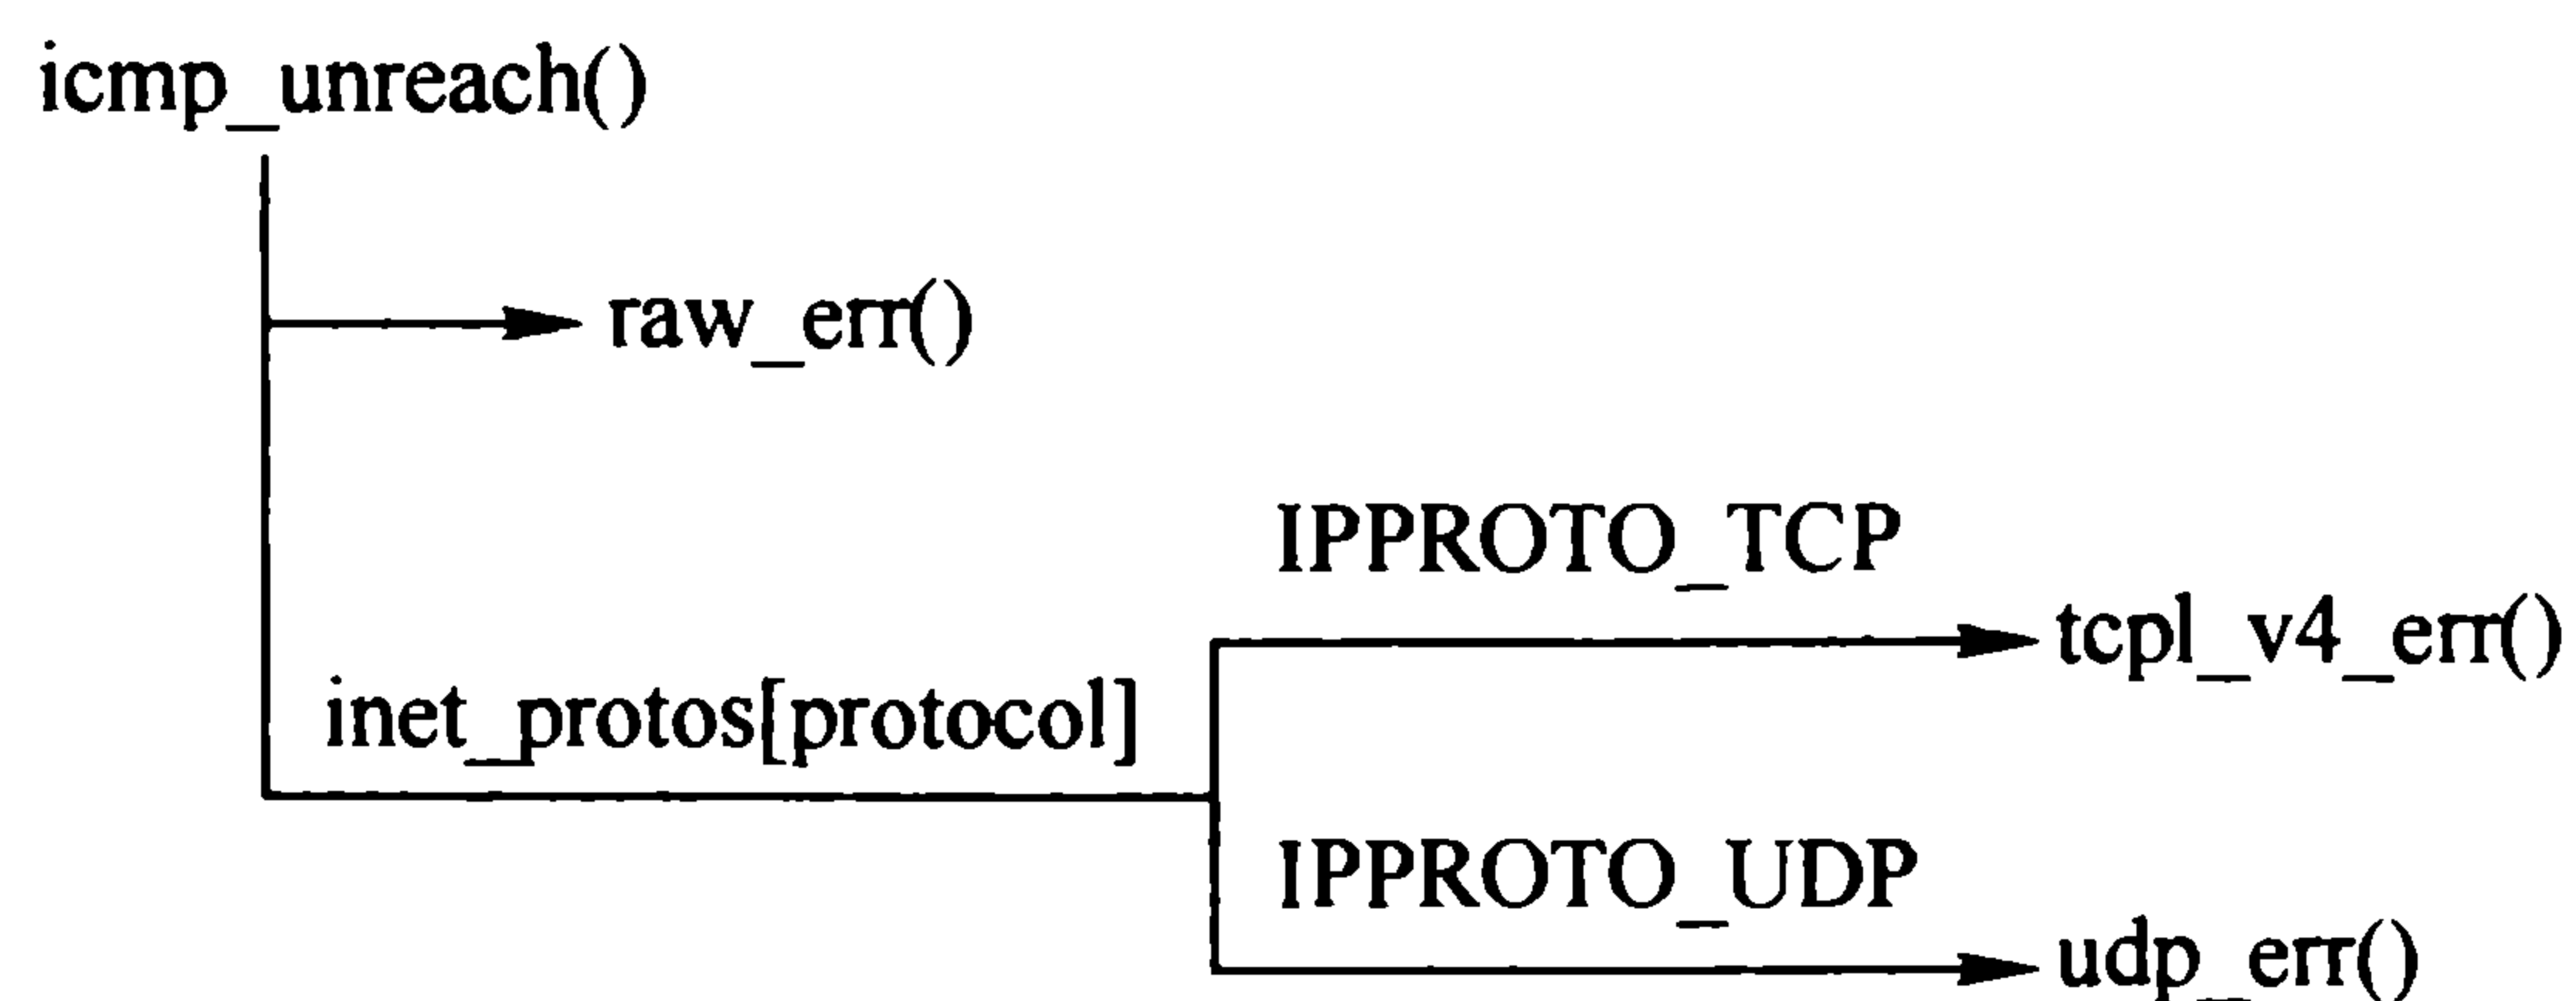 icmp_unreach()
raw_err()
IPPROTO_TCP
tcpl_v4_err()
inet_protos[protocol]
IPPROTO_UDP
udp_err()